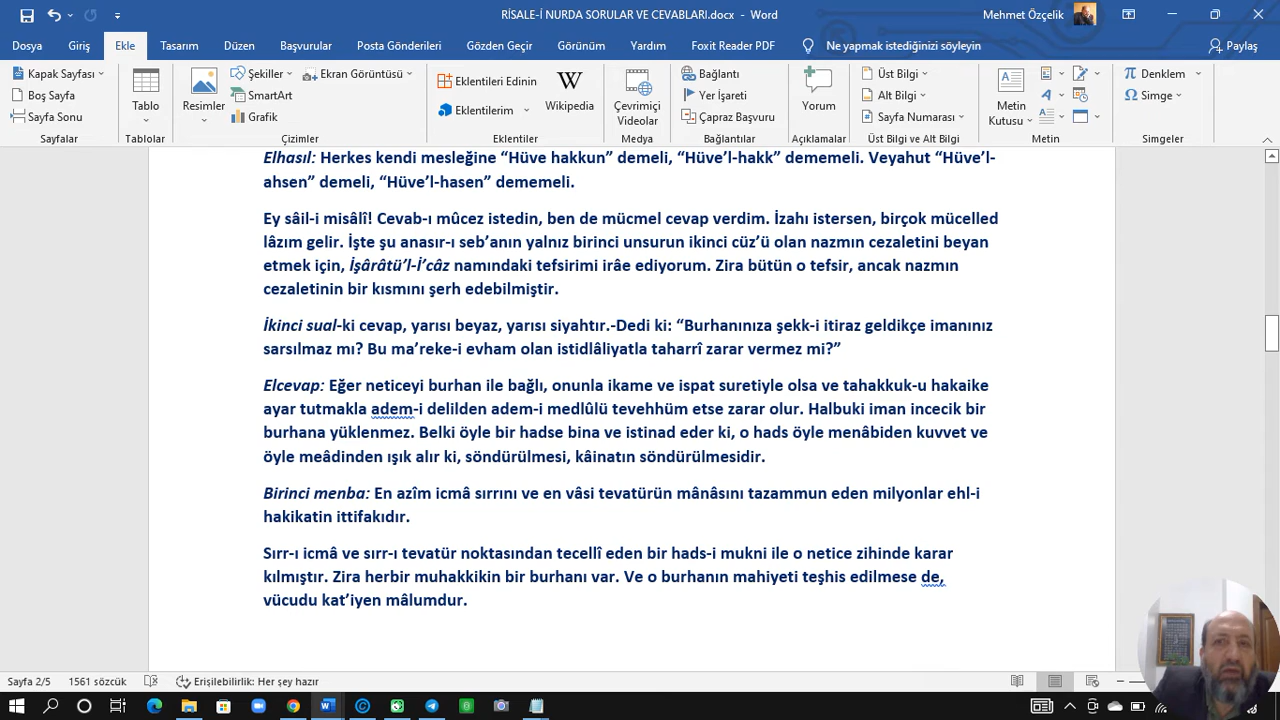 RİSALE-İ NURDA SORULAR VE CEVABLARI.docx - Word
Mehmet Özçelik
Dosya Giriş Ekle Tasarım Düzen Başvurular Posta Gönderileri Gözden Geçir Görünüm Yardım Foxit Reader PDF Ne yapmak istediğinizi söyleyin Paylaş
Kapak Sayfası
Boş Sayfa
Sayfa Sonu
Sayfalar
Tablo
Tablolar
Resimler
Şekiller
SmartArt
Grafik
Ekran Görüntüsü
Çizimler
Eklentileri Edinin
Eklentilerim
Wikipedia
Eklentiler
Çevrimiçi
Videolar
Medya
Bağlantı
Yer İşareti
Çapraz Başvuru
Bağlantılar
Yorum
Açıklamalar
Üst Bilgi
Alt Bilgi
Sayfa Numarası
Üst Bilgi ve Alt Bilgi
Metin
Kutusu
Metin
Denklem
Simge
Simgeler
Elhasıl: Herkes kendi mesleğine “Hüve hakkun” demeli, “Hüve’l-hakk” dememeli. Veyahut “Hüve’l-
ahsen” demeli, “Hüve’l-hasen” dememeli.
Ey sâil-i misâlî! Cevab-ı mûcez istedin, ben de mücmel cevap verdim. İzahı istersen, birçok mücelled
lâzım gelir. İşte şu anasır-ı seb’anın yalnız birinci unsurun ikinci cüz’ü olan nazmın cezaletini beyan
etmek için, İşârâtü’l-İ’câz namındaki tefsirimi irâe ediyorum. Zira bütün o tefsir, ancak nazmın
cezaletinin bir kısmını şerh edebilmiştir.
İkinci sual-ki cevap, yarısı beyaz, yarısı siyahtır.-Dedi ki: “Burhanınıza şekk-i itiraz geldikçe imanınız
sarsılmaz mı? Bu ma’reke-i evham olan istidlâliyatla taharrî zarar vermez mi?”
Elcevap: Eğer neticeyi burhan ile bağlı, onunla ikame ve ispat suretiyle olsa ve tahakkuk-u hakaike
ayar tutmakla adem-i delilden adem-i medlûlü tevehhüm etse zarar olur. Halbuki iman incecik bir
burhana yüklenmez. Belki öyle bir hadse bina ve istinad eder ki, o hads öyle menâbiden kuvvet ve
öyle meâdinden ışık alır ki, söndürülmesi, kâinatın söndürülmesidir.
Birinci menba: En azîm icmâ sırrını ve en vâsi tevatürün mânâsını tazammun eden milyonlar ehl-i
hakikatin ittifakıdır.
Sırr-ı icmâ ve sırr-ı tevatür noktasından tecellî eden bir hads-i mukni ile o netice zihinde karar
kılmıştır. Zira herbir muhakkikin bir burhanı var. Ve o burhanın mahiyeti teşhis edilmese de,
vücudu kat’iyen mâlumdur.
Sayfa 2/5 1561 sözcük Erişilebilirlik: Her şey hazır